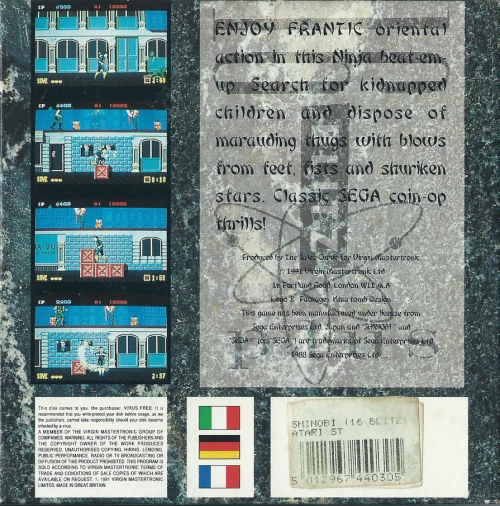 ENJOY FRANTIC oriental
action in this Ninja beat-em-
up. Search for kidnapped
children and dispose of
marauding thugs with blows
from feet, fists and shuriken
stars. Classic SEGA coin-op
thrills!
Produced by The Sales Curve for Virgin Mastertronic
© 1991 Virgin Mastertronic Ltd
16 Portland Road, London W11 4LA
Logo & Package: Whartomb Design
This game has been manufactured under license from
Sega Enterprises Ltd, Japan and "SHINOBI" and
"SEGA" (or "SEGA") are trademarks of Sega Enterprises Ltd.
1988 Sega Enterprises Ltd
This disk comes to you, the purchaser, VIRUS FREE. It is
recommended that you write-protect your disk before usage, as we
the publishers, cannot take responsibility should your disk become
infected by a virus.
A MEMBER OF THE VIRGIN MASTERTRONIC GROUP OF
COMPANIES. WARNING: ALL RIGHTS OF THE PUBLISHERS AND
THE COPYRIGHT OWNER OF THE WORK PRODUCED
RESERVED. UNAUTHORISED COPYING, HIRING, LENDING,
PUBLIC PERFORMANCE, RADIO OR TV BROADCASTING OR
DIFFUSION OF THIS PRODUCT PROHIBITED. THIS PROGRAM IS
SOLD ACCORDING TO VIRGIN MASTERTRONIC TERMS OF
TRADE AND CONDITIONS OF SALE COPIES OF WHICH ARE
AVAILABLE ON REQUEST. © 1991 VIRGIN MASTERTRONIC
LIMITED. MADE IN GREAT BRITAIN.
SHINOBI (16 BLITZ)
ATARI ST
5 012967 440305